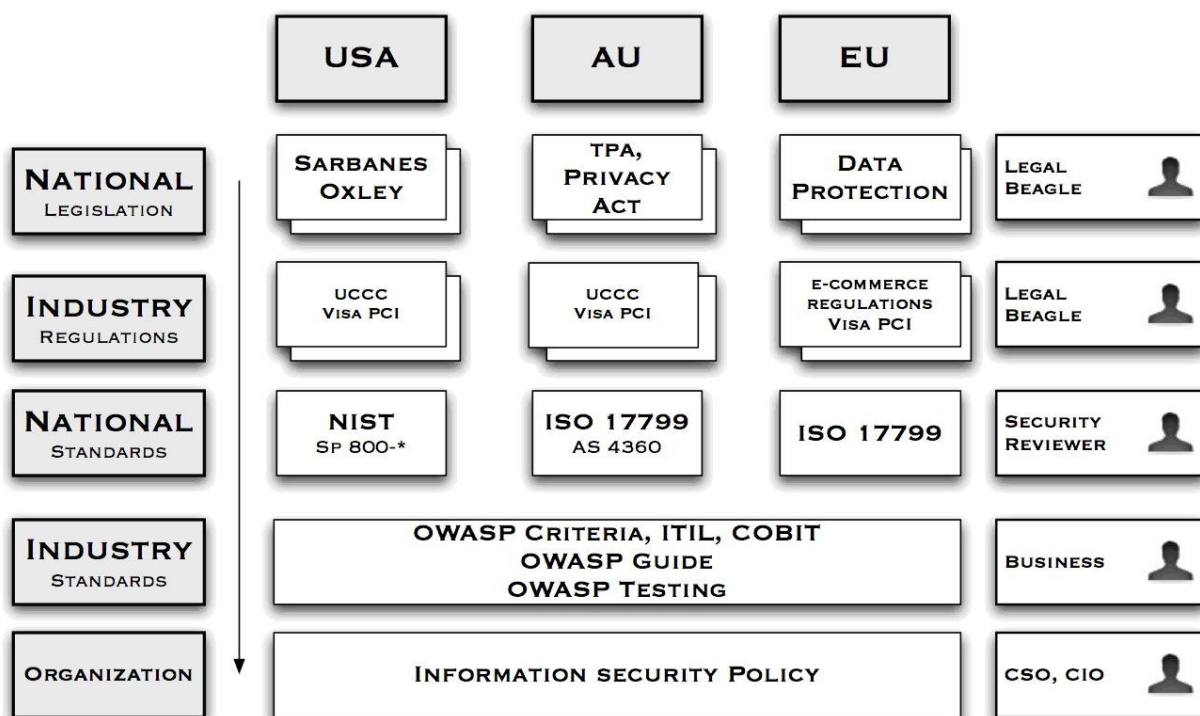 USA
AU
EU
NATIONAL
LEGISLATION
SARBANES
OXLEY
TPA,
PRIVACY
ACT
DATA
PROTECTION
LEGAL
BEAGLE
INDUSTRY
REGULATIONS
UCCC
VISA PCI
UCCC
VISA PCI
E-COMMERCE
REGULATIONS
VISA PCI
LEGAL
BEAGLE
NATIONAL
STANDARDS
NIST
SP 800-*
ISO 17799
AS 4360
ISO 17799
SECURITY
REVIEWER
INDUSTRY
STANDARDS
OWASP CRITERIA, ITIL, COBIT
OWASP GUIDE
OWASP TESTING
BUSINESS
ORGANIZATION
INFORMATION SECURITY POLICY
CSO, CIO